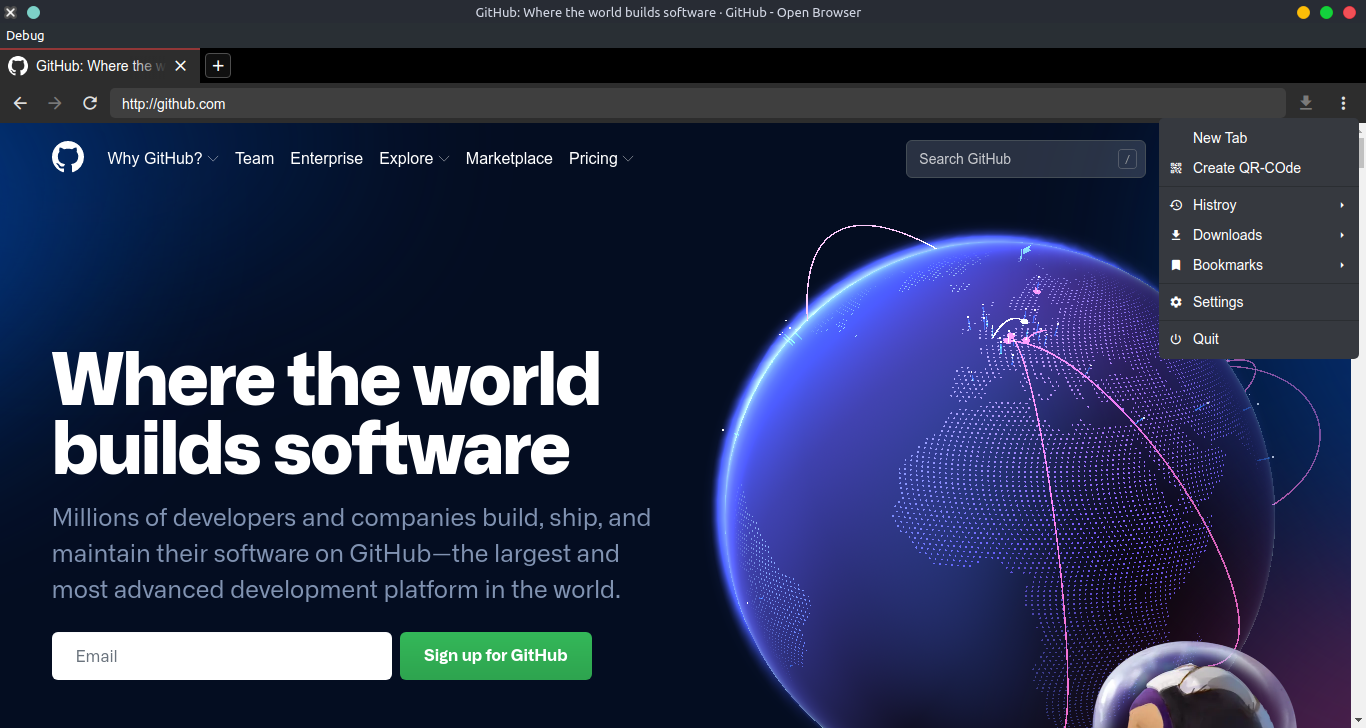 GitHub: Where the world builds software · GitHub - Open Browser
Debug
GitHub: Where the w
http://github.com
Why GitHub? Team Enterprise Explore Marketplace Pricing
Search GitHub /
New Tab
Create QR-COde
Histroy
Downloads
Bookmarks
Settings
Quit
Where the world
builds software
Millions of developers and companies build, ship, and
maintain their software on GitHub—the largest and
most advanced development platform in the world.
Email Sign up for GitHub